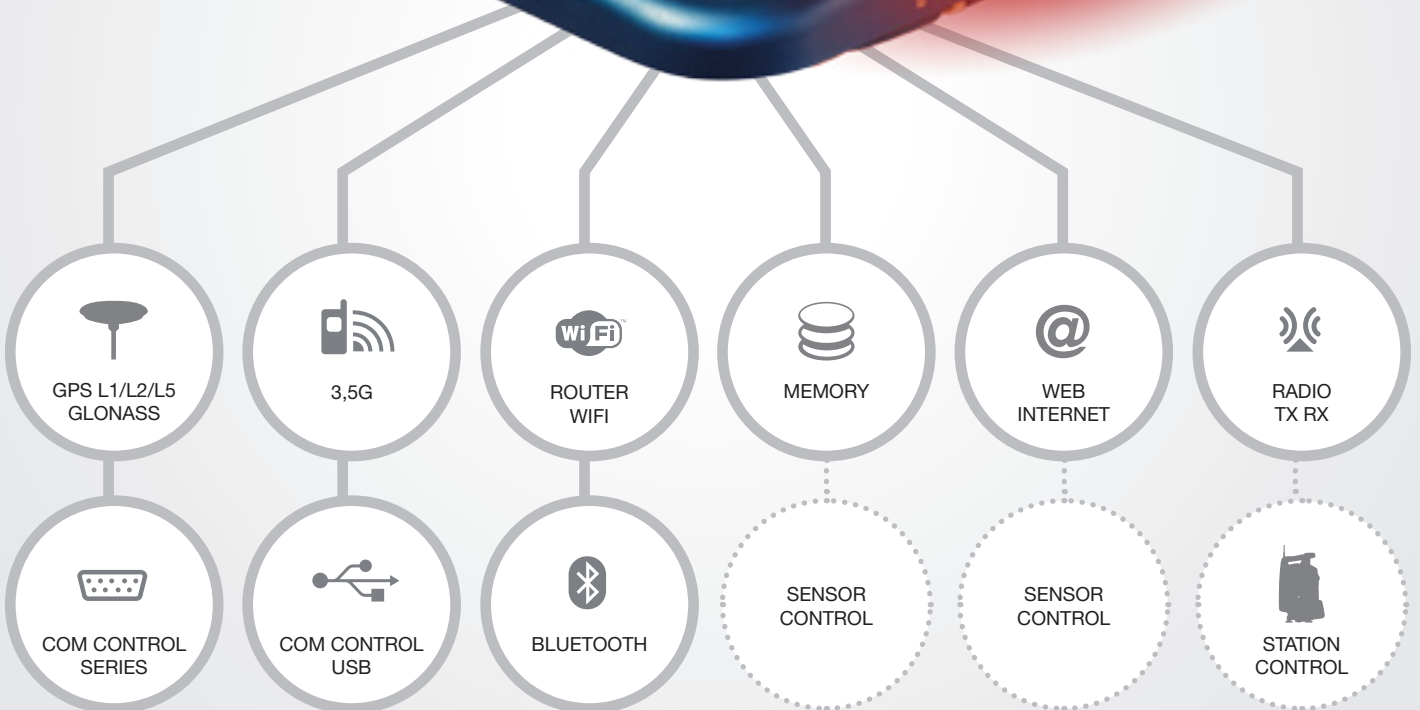 GPS L1/L2/L5
GLONASS
3,5G
WiFi™
ROUTER
WIFI
MEMORY
@
WEB
INTERNET
RADIO
TX RX
COM CONTROL
SERIES
COM CONTROL
USB
BLUETOOTH
SENSOR
CONTROL
SENSOR
CONTROL
STATION
CONTROL